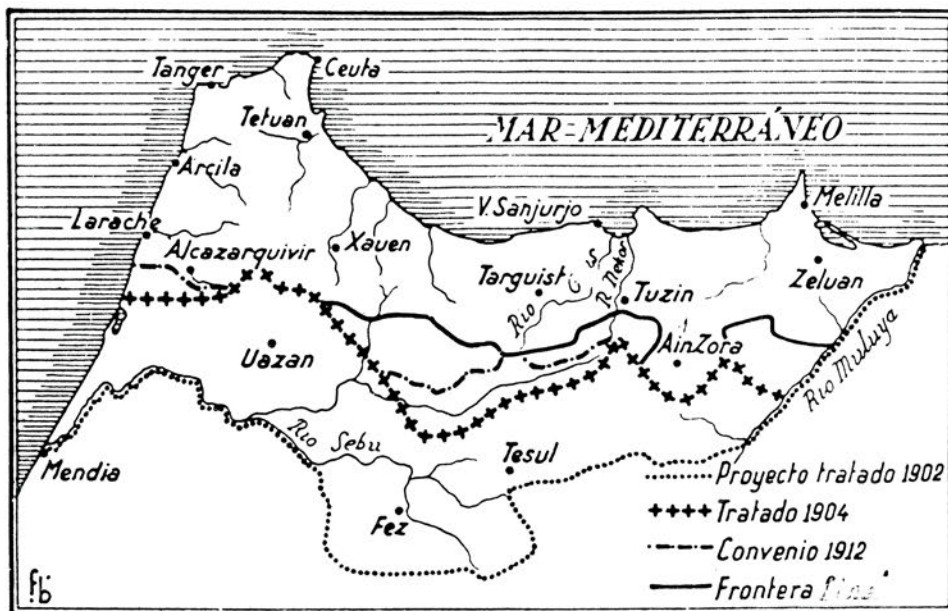 Tanger
Ceuta
Tetuan
MAR-MEDITERRÁNEO
Arcila
Melilla
Larache
V. Sanjurjo
Alcazarquivir
Xauen
Targuist
Rio
R. Nekor
Zeluan
Tuzin
Uazan
AinZora
Rio Muluya
Rio Sebu
Mendia
Tesul
Fez
Proyecto tratado 1902
Tratado 1904
Convenio 1912
Frontera
fb